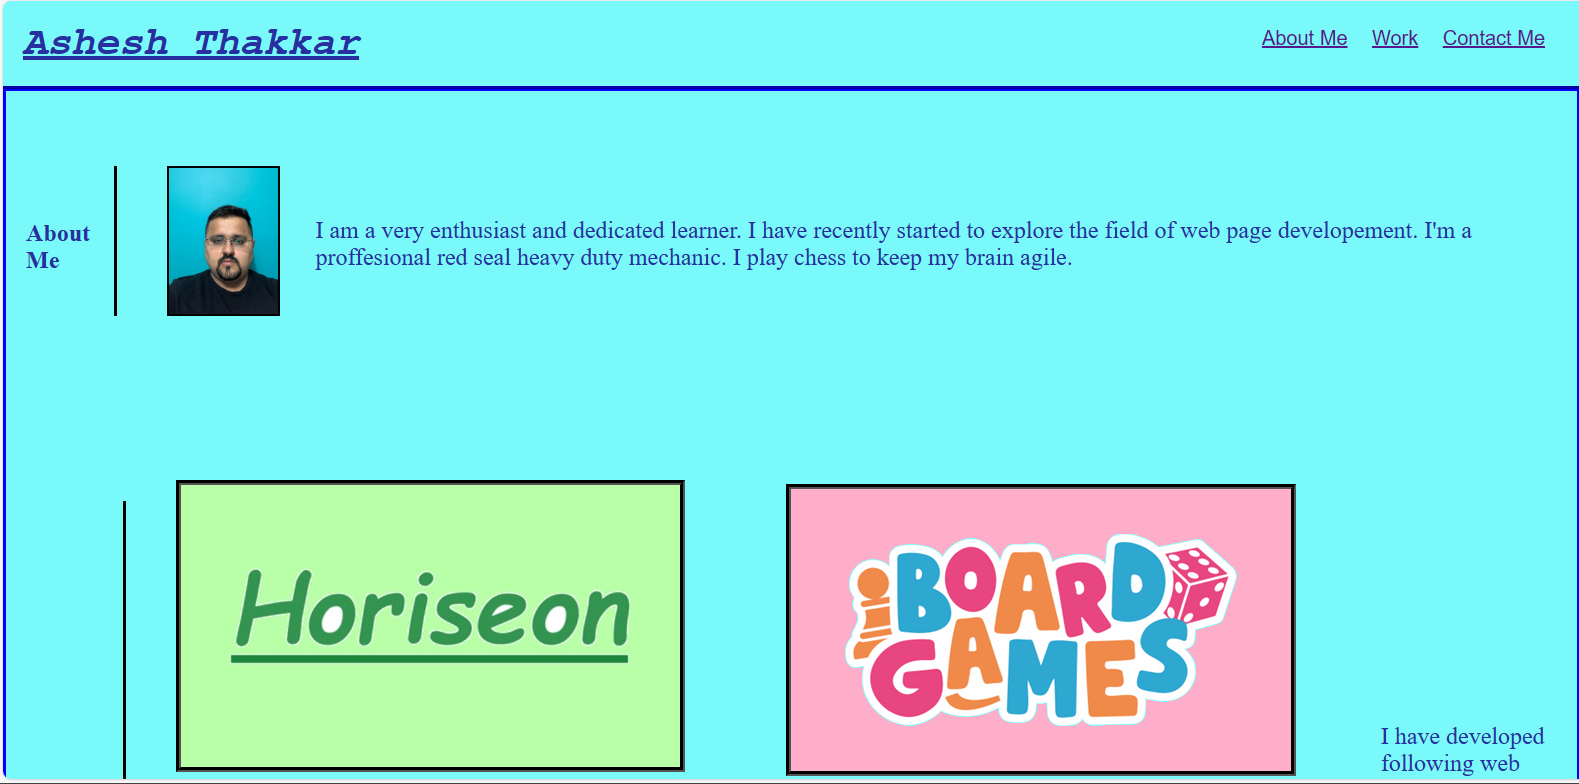 Ashesh Thakkar
About Me Work Contact Me
About
Me
I am a very enthusiast and dedicated learner. I have recently started to explore the field of web page developement. I'm a
proffesional red seal heavy duty mechanic. I play chess to keep my brain agile.
Horiseon
BOARD
GAMES
I have developed
following web